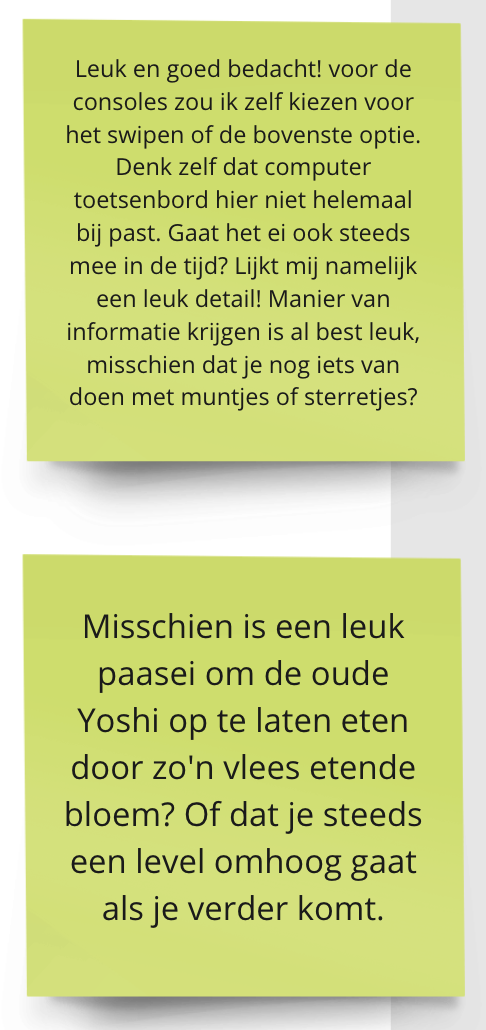 Leuk en goed bedacht! voor de
consoles zou ik zelf kiezen voor
het swipen of de bovenste optie.
Denk zelf dat computer
toetsenbord hier niet helemaal
bij past. Gaat het ei ook steeds
mee in de tijd? Lijkt mij namelijk
een leuk detail! Manier van
informatie krijgen is al best leuk,
misschien dat je nog iets van
doen met muntjes of sterretjes?
Misschien is een leuk
paasei om de oude
Yoshi op te laten eten
door zo'n vlees etende
bloem? Of dat je steeds
een level omhoog gaat
als je verder komt.